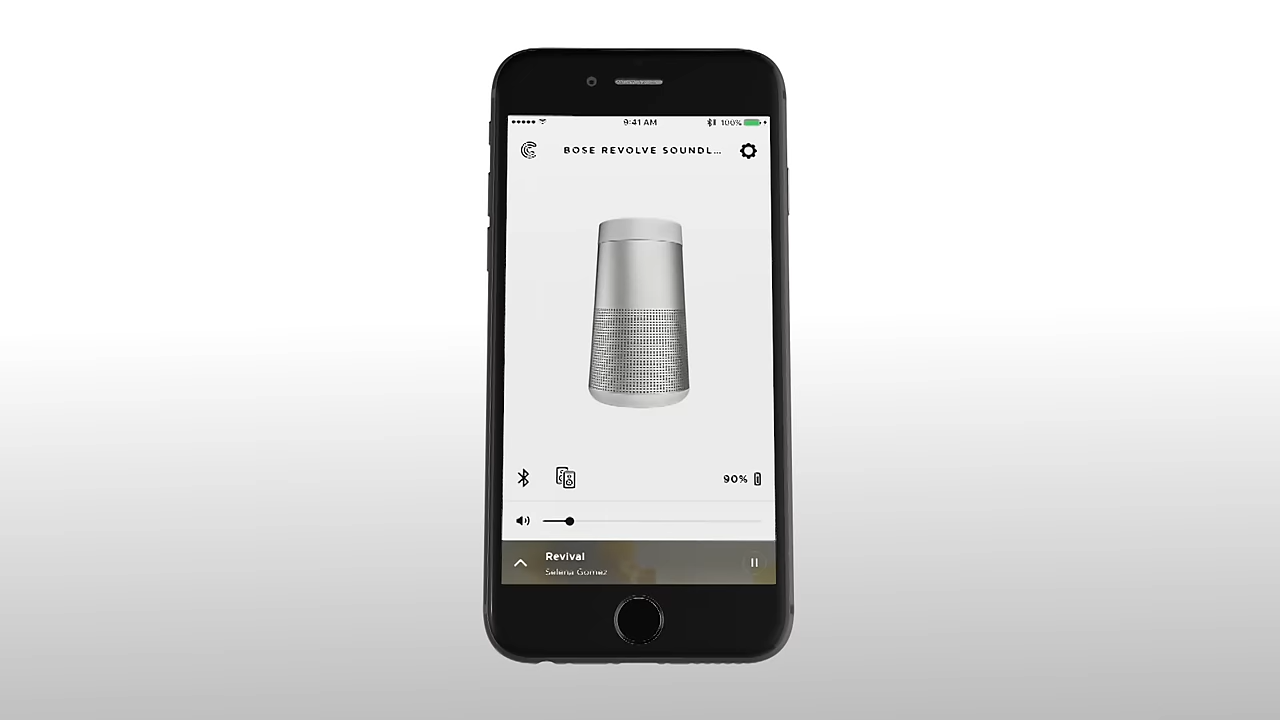 9:41 AM 100%
BOSE REVOLVE SOUNDL...
90%
Revival
Selena Gomez